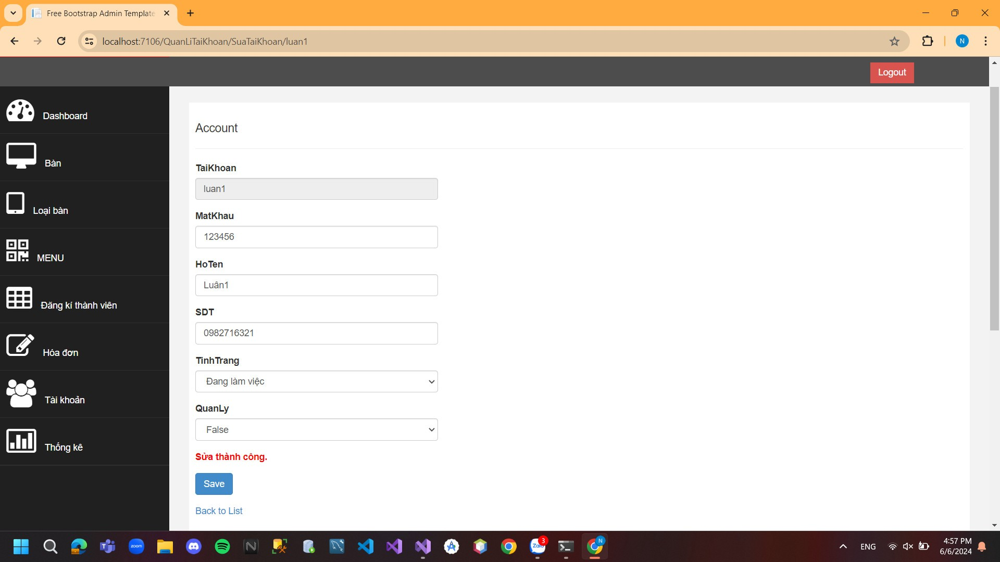 Free Bootstrap Admin Template
localhost:7106/QuanLiTaiKhoan/SuaTaiKhoan/luan1
N
Logout
Dashboard
Bàn
Loại bàn
MENU
Đăng kí thành viên
Hóa đơn
Tài khoản
Thống kê
Account
TaiKhoan
luan1
MatKhau
123456
HoTen
Luân1
SDT
0982716321
TinhTrang
Đang làm việc
QuanLy
False
Sửa thành công.
Save
Back to List
zoom
N
Zalo
3
N
ENG
4:57 PM
6/6/2024